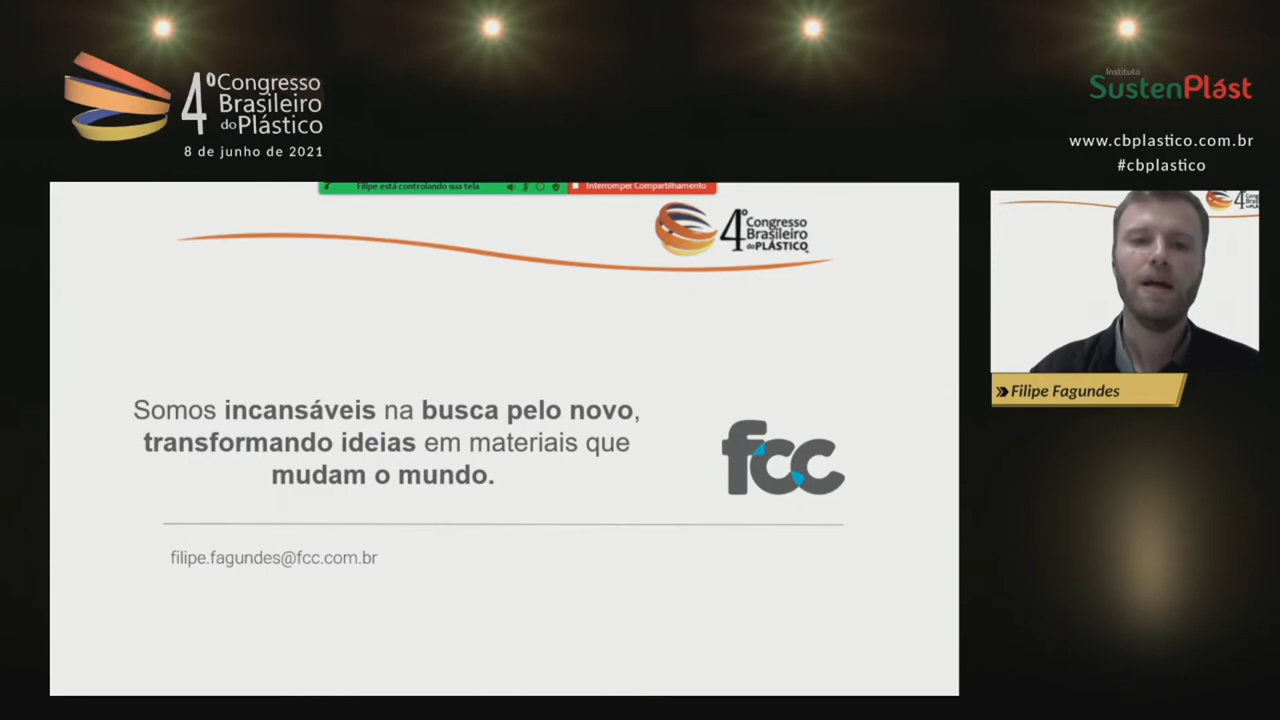 4º Congresso
Brasileiro
do Plástico
8 de junho de 2021
Instituto
SustenPlást
www.cbplastico.com.br
#cbplastico
Filipe está controlando sua tela
Interromper Compartilhamento
4º Congresso
Brasileiro
do PLÁSTICO
4º
Filipe Fagundes
Somos incansáveis na busca pelo novo,
transformando ideias em materiais que
mudam o mundo.
fcc
filipe.fagundes@fcc.com.br